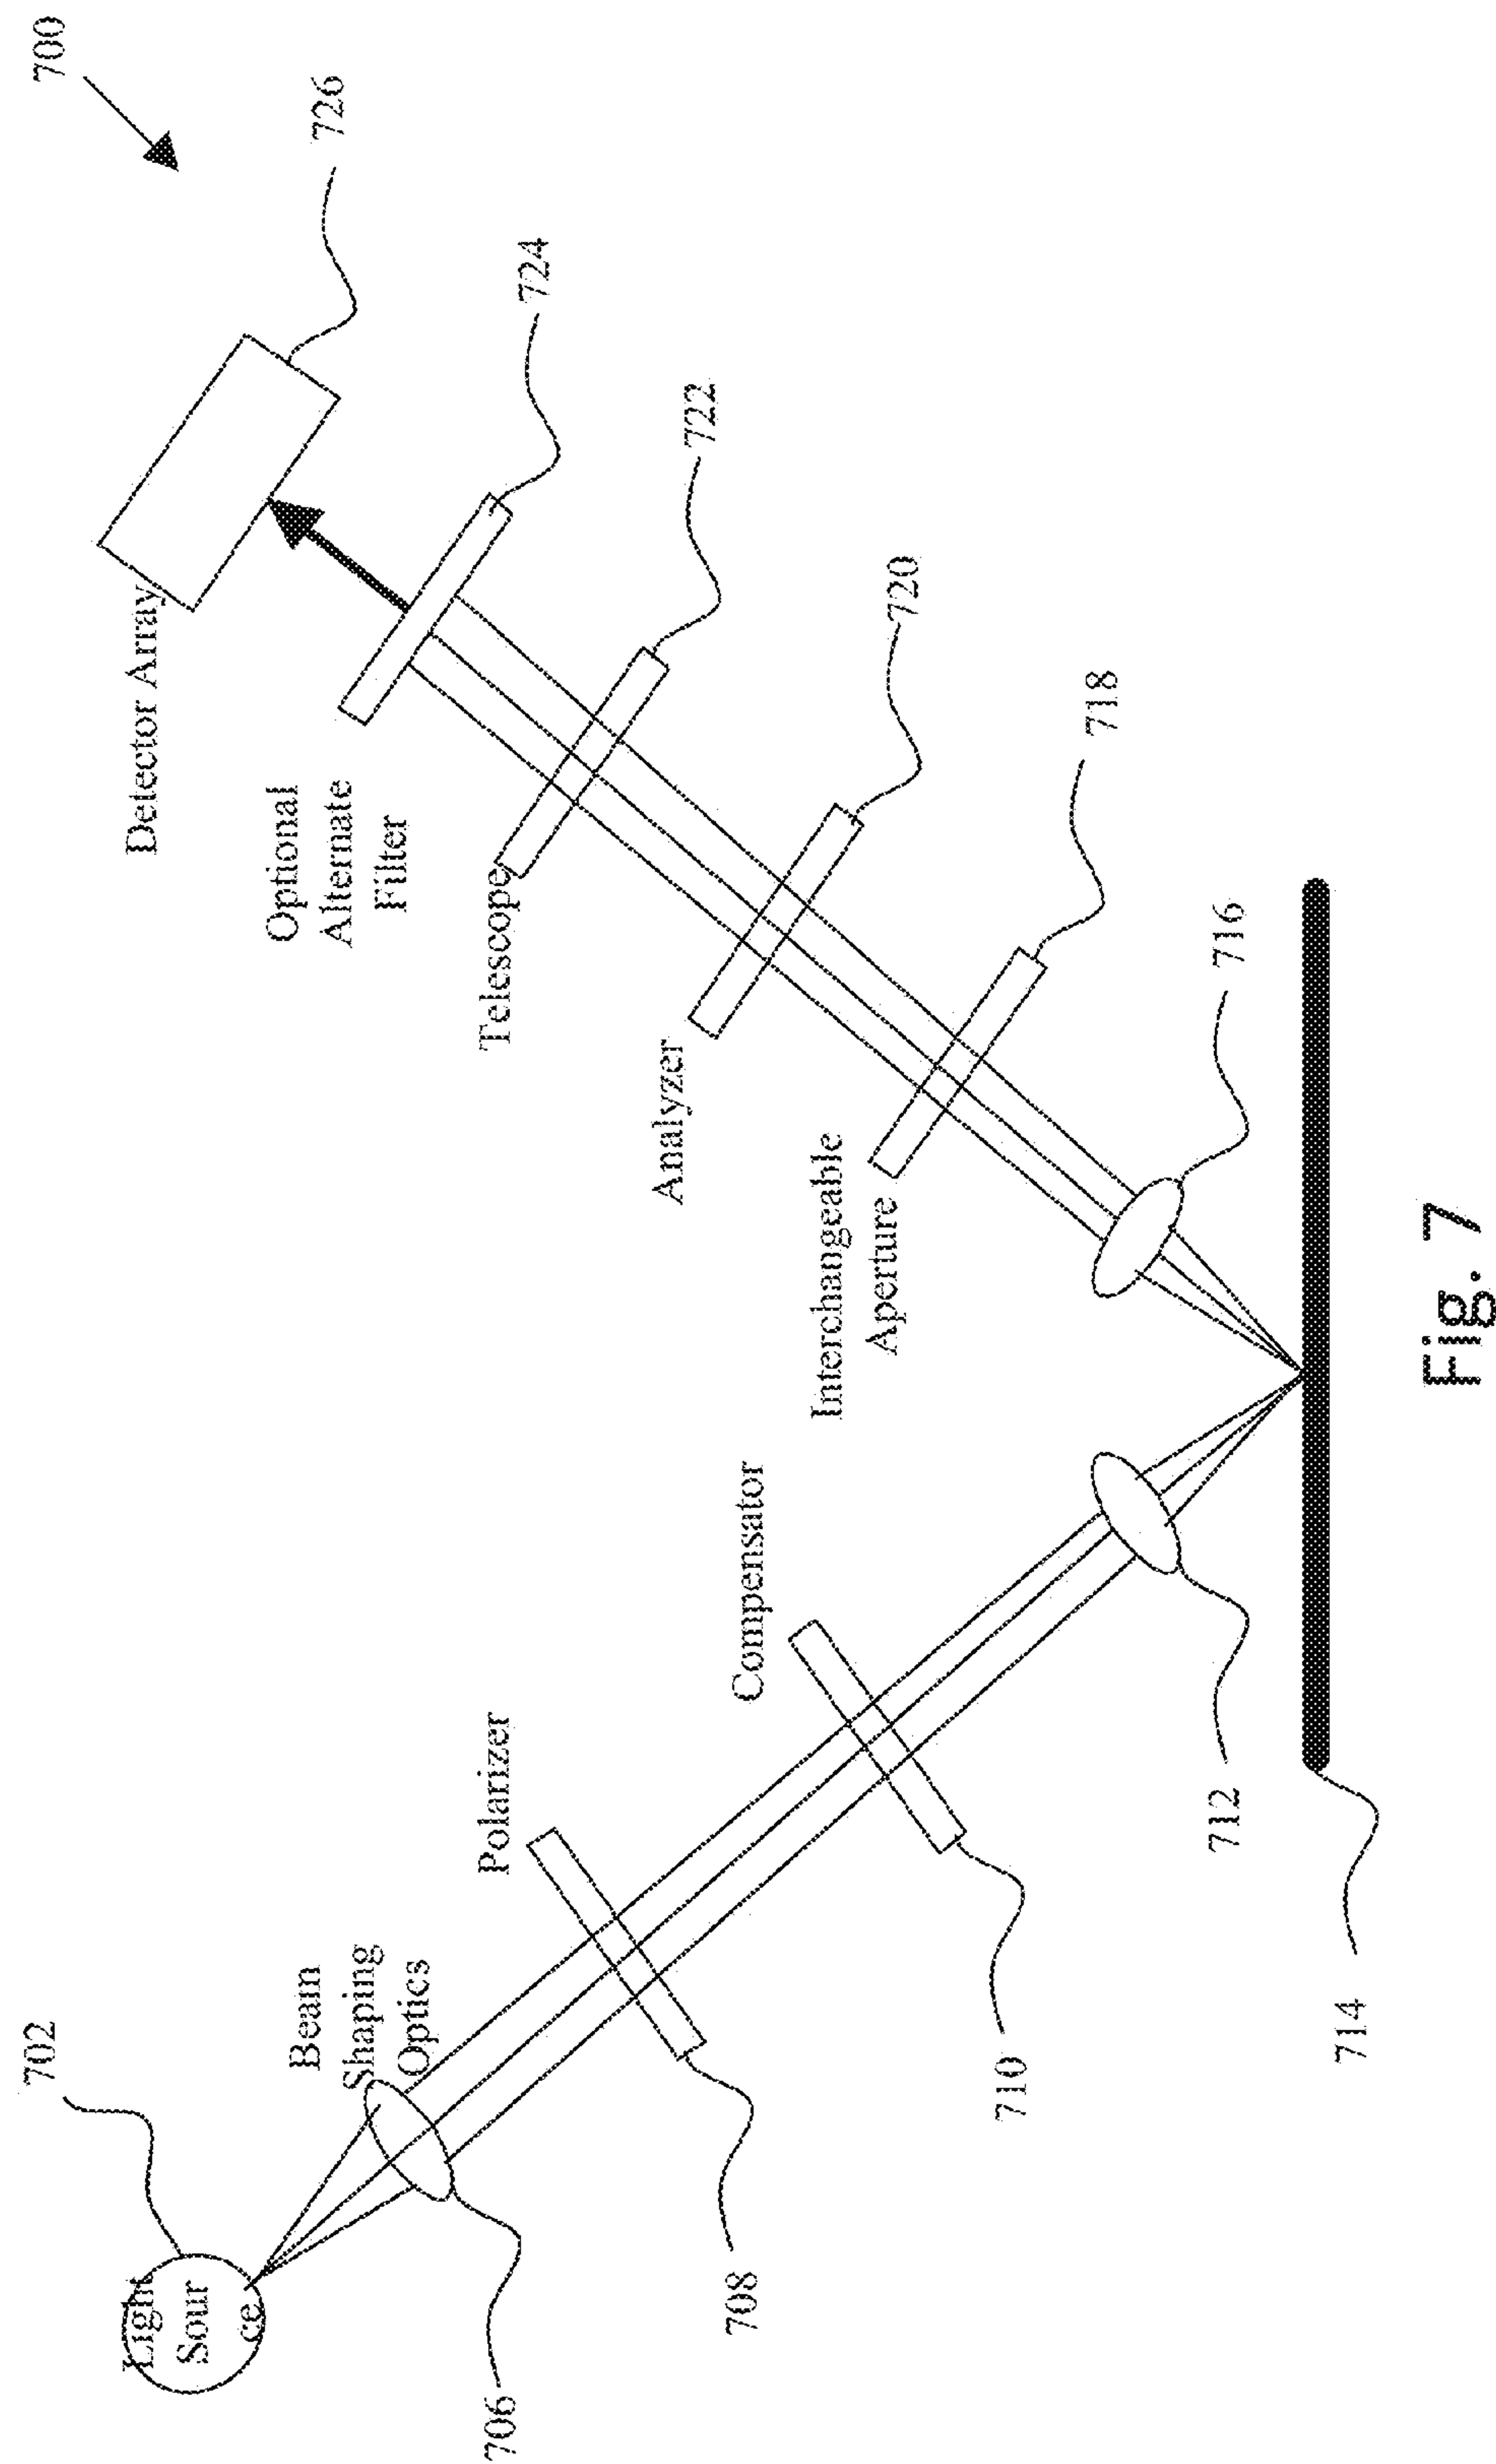 700
702
Light
Sour
ce
Beam
Shaping
Optics
706
Polarizer
708
Compensator
710
712
714
716
Interchangeable
Aperture
718
Analyzer
720
Telescope
722
Optional
Alternate
Filter
724
Detector Array
726
Fig. 7